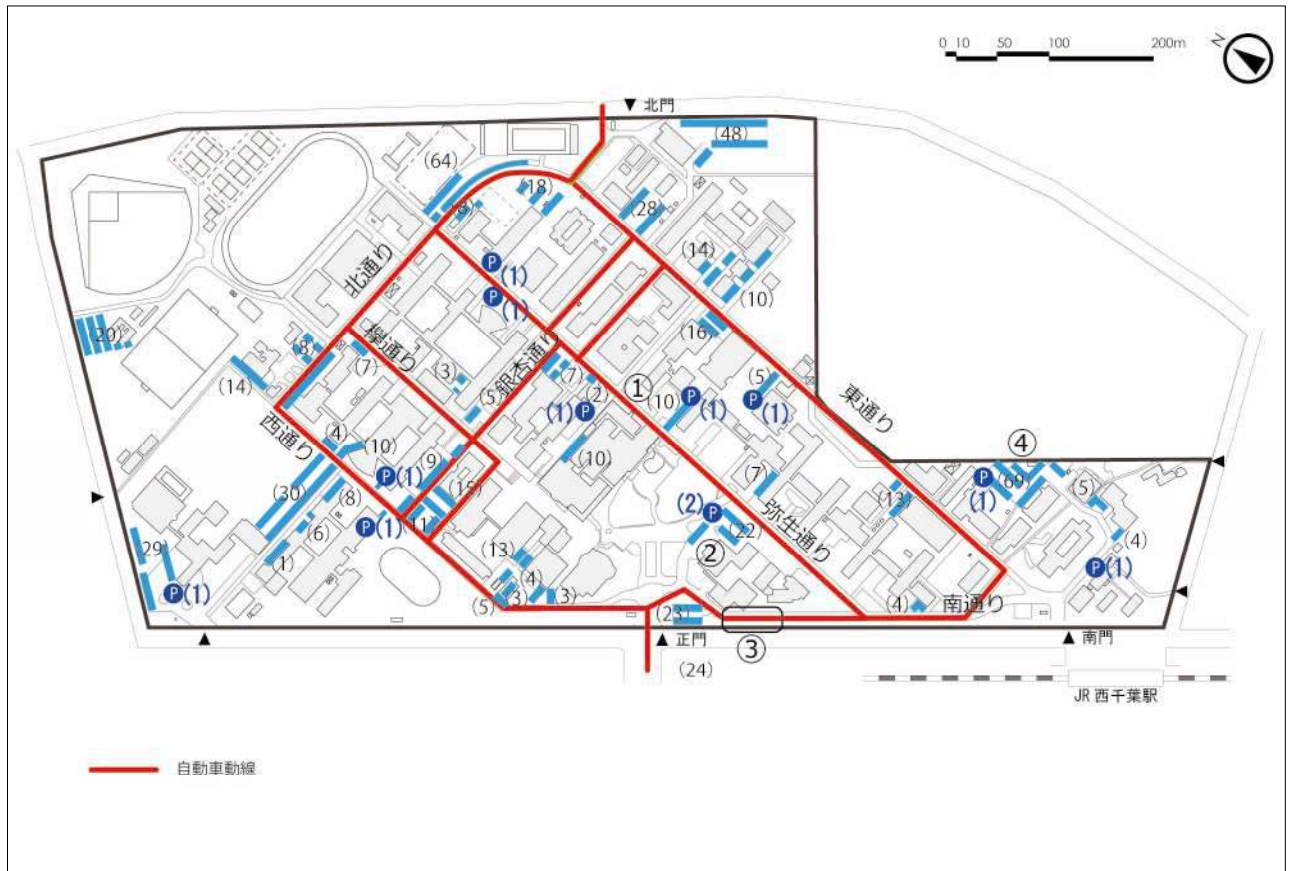 0 10 50 100 200m
N
▼ 北門
(48)
(64)
(18)
(8)
(28)
北通り
(14)
P (1)
P (1)
(10)
(20)
欅通り
銀杏通り
(16)
(8)
(7)
(3)
(7)
(5)
東通り
(14)
(5)
(2)
①
(10)
P (1)
P (1)
(1) P
西通り
(4)
(10)
(10)
④
(9)
P (1)
(30)
(15)
(7)
(69)
P (1)
(8)
(13)
(5)
(2) P
弥生通り
P (1)
11
(22)
(6)
②
(4)
29
(13)
P (1)
1)
(4)
P (1)
(3)
(3)
(5)
(4)
南通り
(23)
③
正門
南門
(24)
JR 西千葉駅
自動車動線